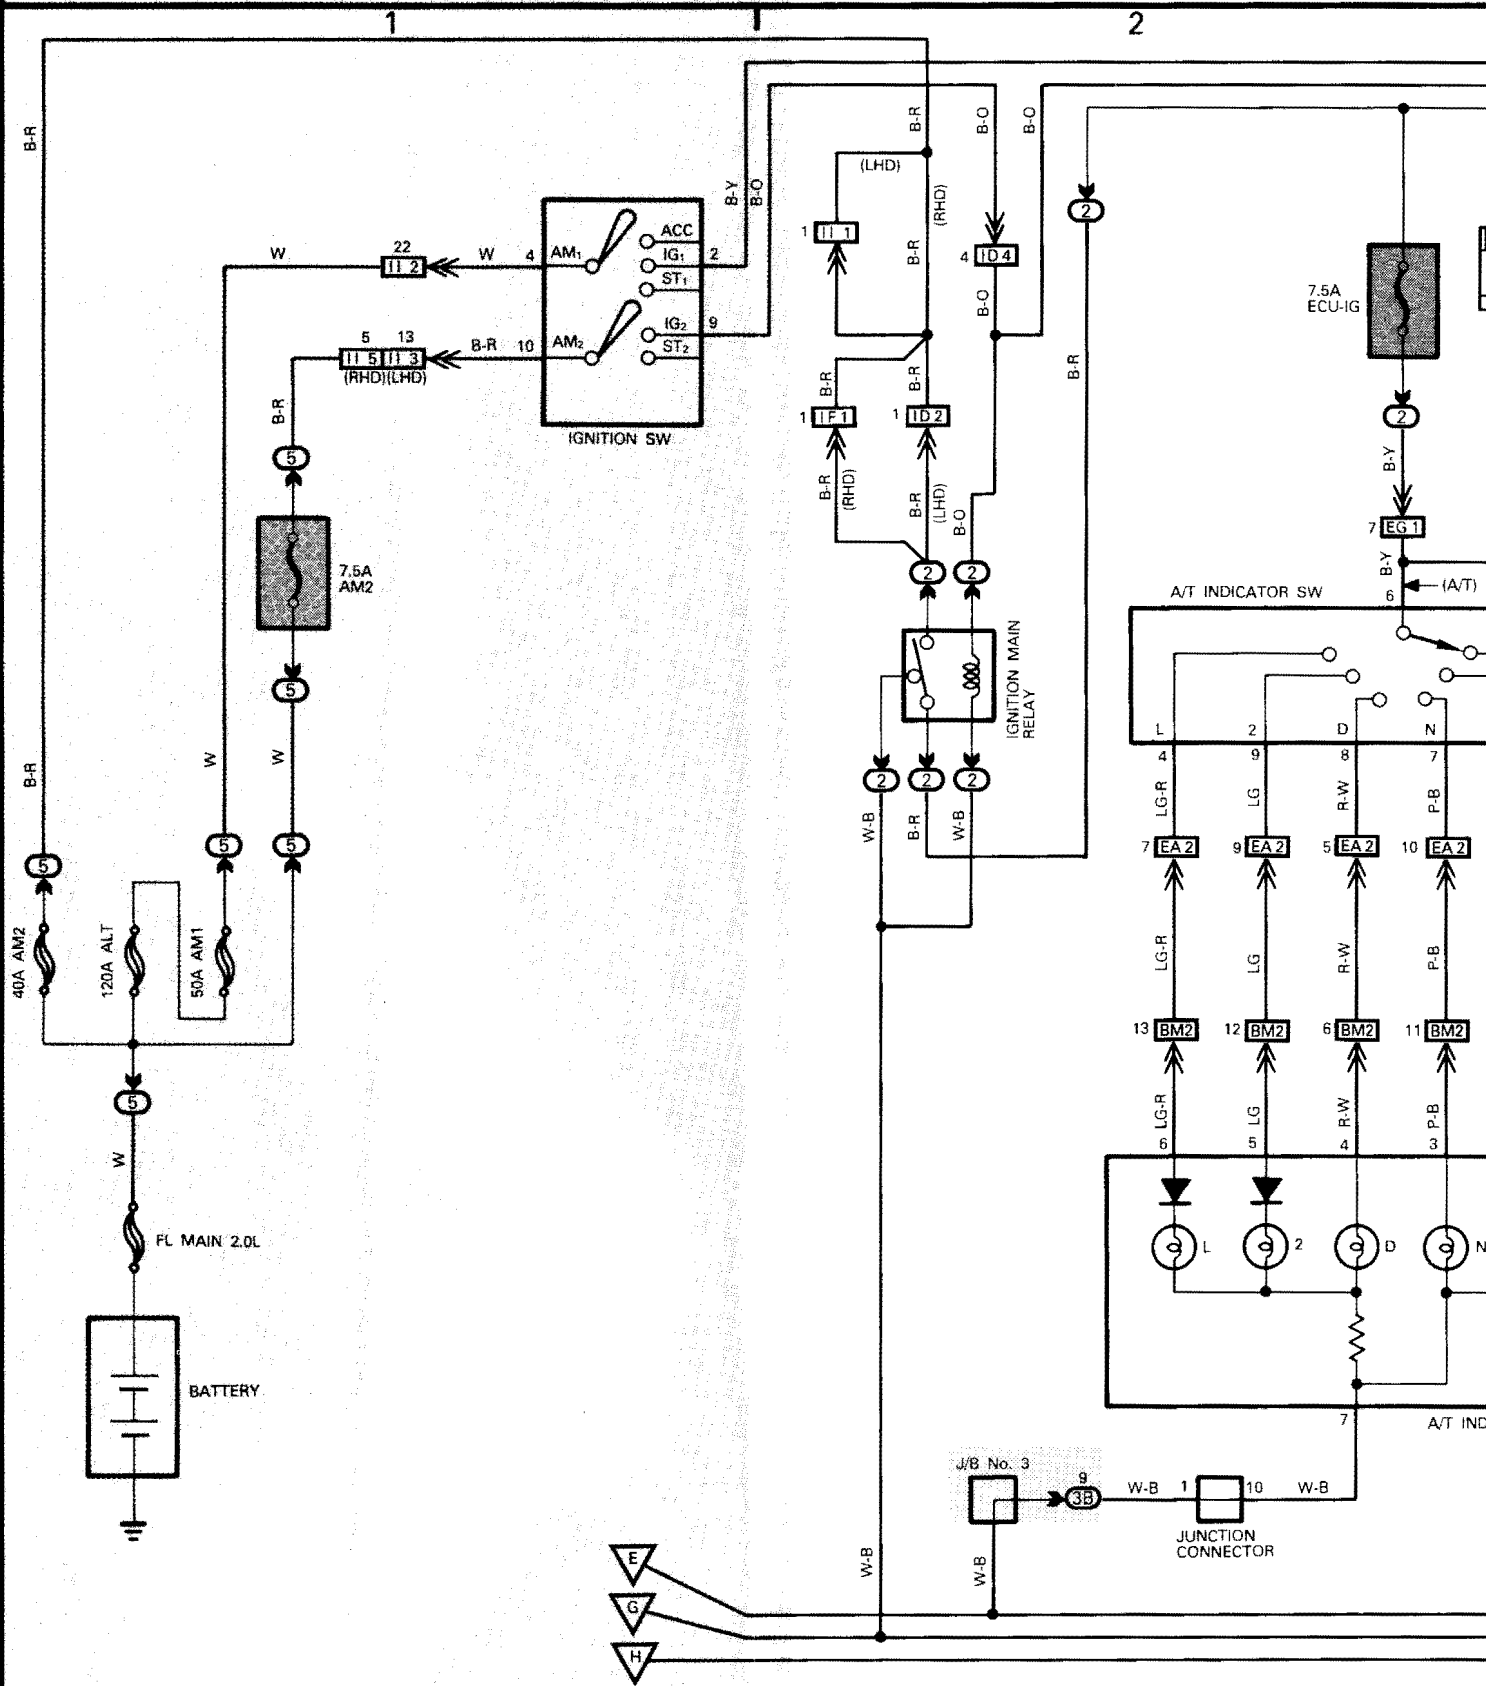 1
2
B-R
B-Y
B-O
B-R
B-O
B-O
(LHD)
(RHD)
2
W
22
II 2
W
4
AM1
ACC
IG1
ST1
2
1
II 1
B-R
4
ID 4
B-O
7.5A
ECU-IG
5
13
II 5
II 3
(RHD)(LHD)
B-R
10
AM2
IG2
ST2
9
IGNITION SW
B-R
B-R
B-R
B-R
1
IF 1
1
ID 2
2
B-Y
5
B-R
(RHD)
B-R
(LHD)
B-O
7
EG 1
B-Y
(A/T)
6
7.5A
AM2
2
2
A/T INDICATOR SW
IGNITION MAIN
RELAY
5
B-R
W
W
L
2
D
N
4
9
8
7
2
2
2
W-B
B-R
W-B
LG-R
LG
R-W
P-B
5
5
5
7
EA 2
9
EA 2
5
EA 2
10
EA 2
40A AM2
120A ALT
50A AM1
LG-R
LG
R-W
P-B
13
BM2
12
BM2
6
BM2
11
BM2
5
W
LG-R
LG
R-W
P-B
6
5
4
3
FL MAIN 2.0L
L
2
D
N
BATTERY
7
A/T IND
J/B No. 3
9
3B
W-B
1
10
W-B
JUNCTION
CONNECTOR
W-B
W-B
E
G
H